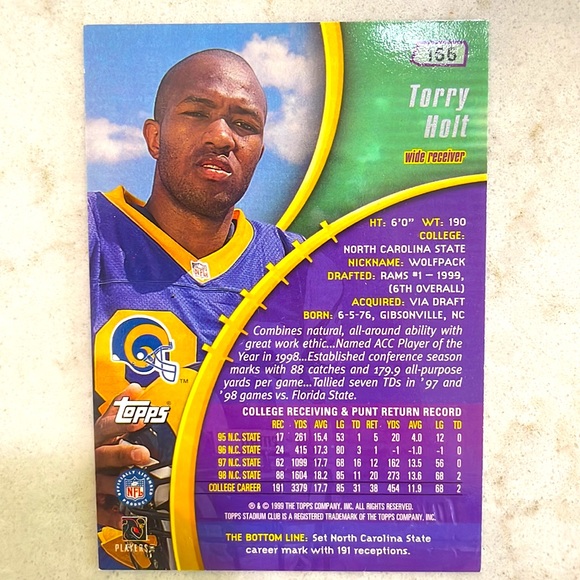 156
Torry
Holt
wide receiver
HT: 6'0" WT: 190
COLLEGE:
NORTH CAROLINA STATE
NICKNAME: WOLFPACK
DRAFTED: RAMS #1 – 1999,
(6TH OVERALL)
ACQUIRED: VIA DRAFT
BORN: 6-5-76, GIBSONVILLE, NC
Combines natural, all-around ability with
great work ethic...Named ACC Player of the
Year in 1998...Established conference season
marks with 88 catches and 179.9 all-purpose
yards per game...Tallied seven TDs in '97 and
'98 games vs. Florida State.
TM
Topps®
NFL
PLAYERS
COLLEGE RECEIVING & PUNT RETURN RECORD
REC YDS AVG LG TD RET YDS AVG LG TD
95 N.C. STATE 17 261 15.4 53 1 5 20 4.0 12 0
96 N.C. STATE 24 415 17.3 80 3 1 -1 -1.0 -1 0
97 N.C. STATE 62 1099 17.7 68 16 12 162 13.5 56 0
98 N.C. STATE 88 1604 18.2 85 11 20 273 13.6 68 2
COLLEGE CAREER 191 3379 17.7 85 31 38 454 11.9 68 2
® & © 1999 THE TOPPS COMPANY, INC. ALL RIGHTS RESERVED.
TOPPS STADIUM CLUB IS A REGISTERED TRADEMARK OF THE TOPPS COMPANY, INC.
THE BOTTOM LINE: Set North Carolina State
career mark with 191 receptions.